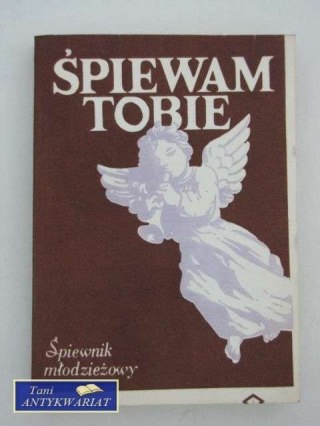 ŚPIEWAM
TOBIE
Śpiewnik
młodzieżowy
Tani
ANTYKWARIAT